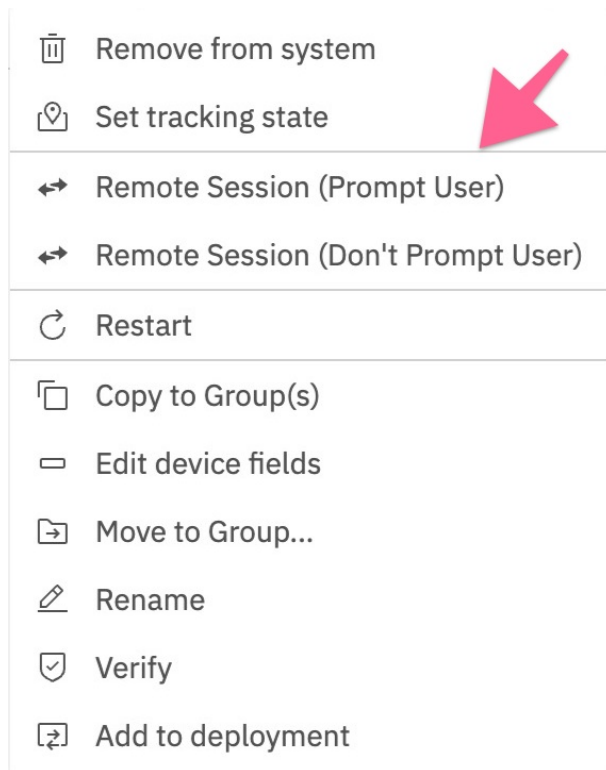 Remove from system
Set tracking state
Remote Session (Prompt User)
Remote Session (Don't Prompt User)
Restart
Copy to Group(s)
Edit device fields
Move to Group...
Rename
Verify
Add to deployment